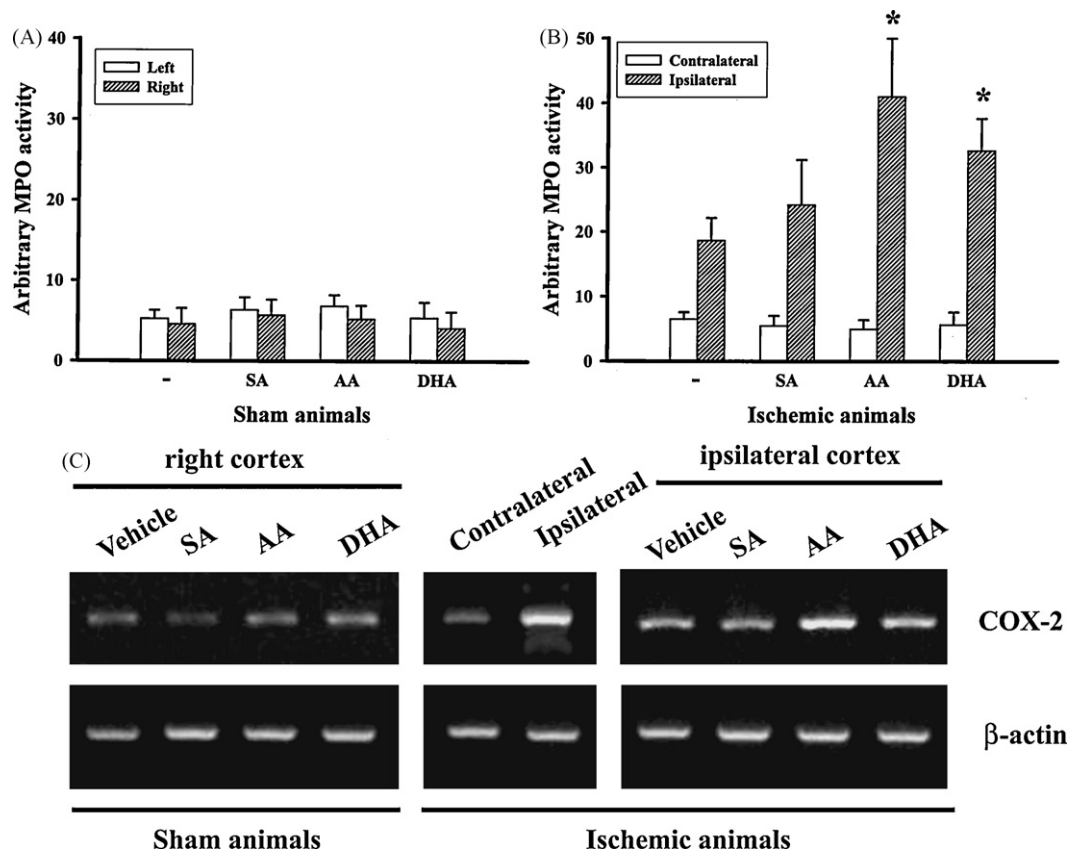 (A)
Arbitrary MPO activity
40
30
20
10
0
Left
Right
-
SA
AA
DHA
Sham animals
(B)
Arbitrary MPO activity
50
40
30
20
10
0
Contralateral
Ipsilateral
*
*
-
SA
AA
DHA
Ischemic animals
(C)
right cortex
Vehicle
SA
AA
DHA
Contralateral
Ipsilateral
ipsilateral cortex
Vehicle
SA
AA
DHA
COX-2
β-actin
Sham animals
Ischemic animals